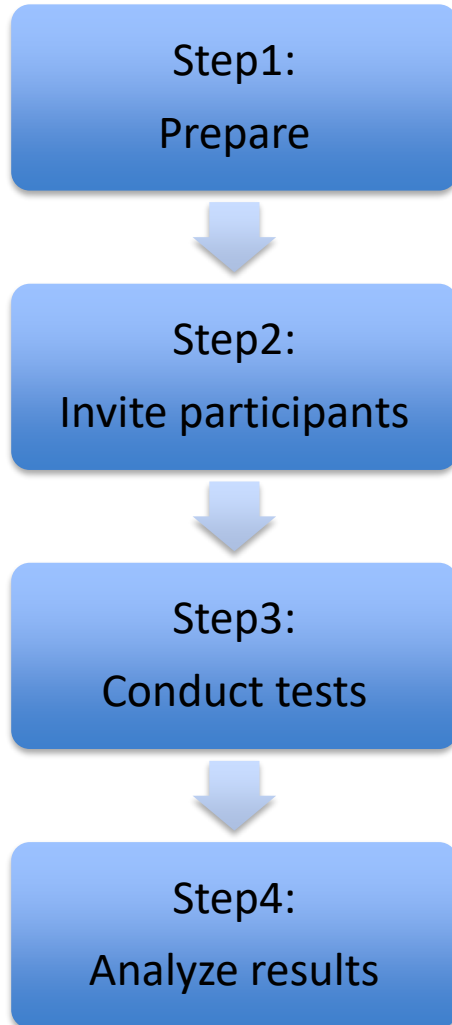 Step1:
Prepare
Step2:
Invite participants
Step3:
Conduct tests
Step4:
Analyze results